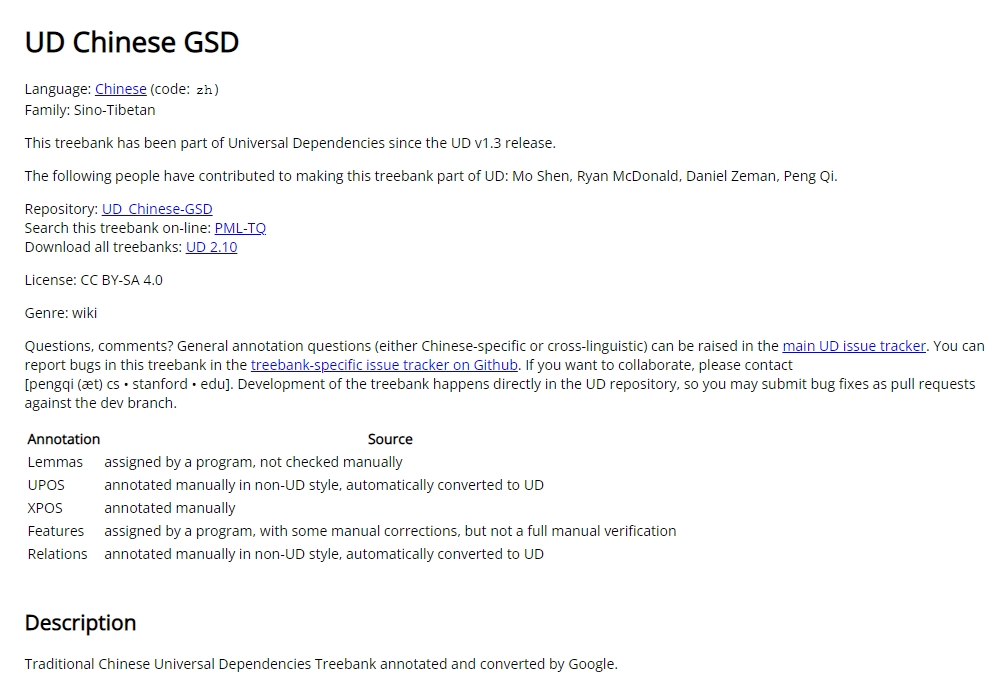 UD Chinese GSD
Language: Chinese (code: zh)
Family: Sino-Tibetan
This treebank has been part of Universal Dependencies since the UD v1.3 release.
The following people have contributed to making this treebank part of UD: Mo Shen, Ryan McDonald, Daniel Zeman, Peng Qi.
Repository: UD_Chinese-GSD
Search this treebank on-line: PML-TQ
Download all treebanks: UD 2.10
License: CC BY-SA 4.0
Genre: wiki
Questions, comments? General annotation questions (either Chinese-specific or cross-linguistic) can be raised in the main UD issue tracker. You can
report bugs in this treebank in the treebank-specific issue tracker on Github. If you want to collaborate, please contact
[pengqi (æt) cs • stanford • edu]. Development of the treebank happens directly in the UD repository, so you may submit bug fixes as pull requests
against the dev branch.
Annotation Source
Lemmas assigned by a program, not checked manually
UPOS annotated manually in non-UD style, automatically converted to UD
XPOS annotated manually
Features assigned by a program, with some manual corrections, but not a full manual verification
Relations annotated manually in non-UD style, automatically converted to UD
Description
Traditional Chinese Universal Dependencies Treebank annotated and converted by Google.